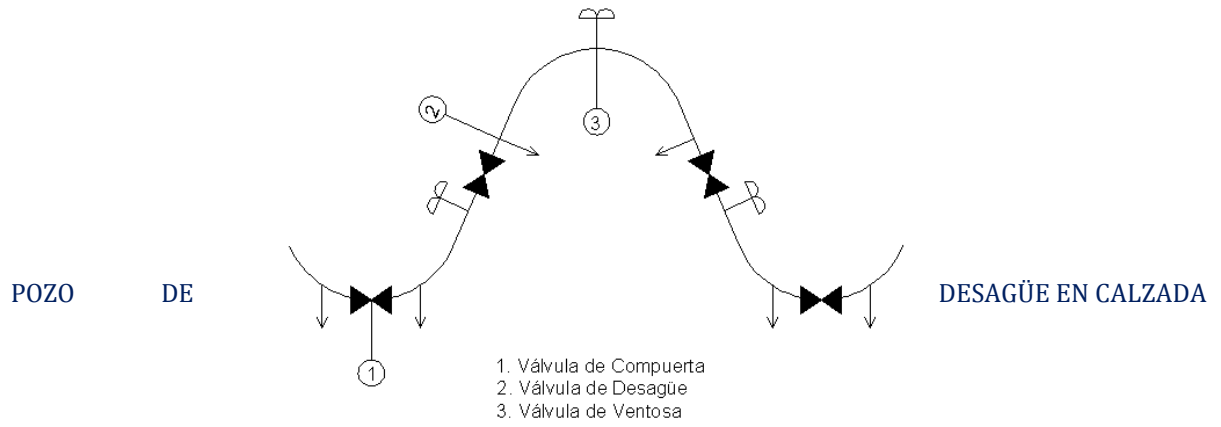 2
3
POZO DE DESAGÜE EN CALZADA
1
1. Válvula de Compuerta
2. Válvula de Desagüe
3. Válvula de Ventosa